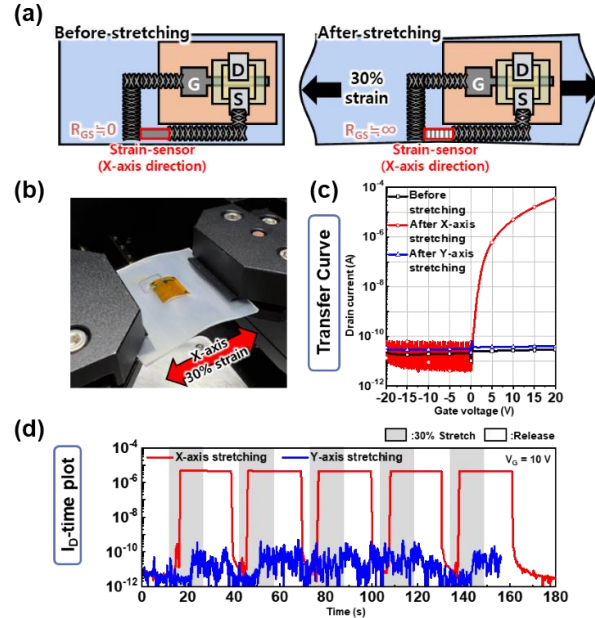 (a)
Before-stretching
D
G
S
R_GS≒0
Strain-sensor
(X-axis direction)
After-stretching
30%
strain
D
G
S
R_GS≒∞
Strain-sensor
(X-axis direction)
(b)
X-axis
30% strain
(c)
Transfer Curve
Before
stretching
After X-axis
stretching
After Y-axis
stretching
Drain current (A)
10^-4
10^-6
10^-8
10^-10
10^-12
-20 -15 -10 -5 0 5 10 15 20
Gate voltage (V)
(d)
:30% Stretch :Release
I_D-time plot
X-axis stretching Y-axis stretching
V_G = 10 V
10^-4
10^-6
10^-8
10^-10
10^-12
0 20 40 60 80 100 120 140 160 180
Time (s)